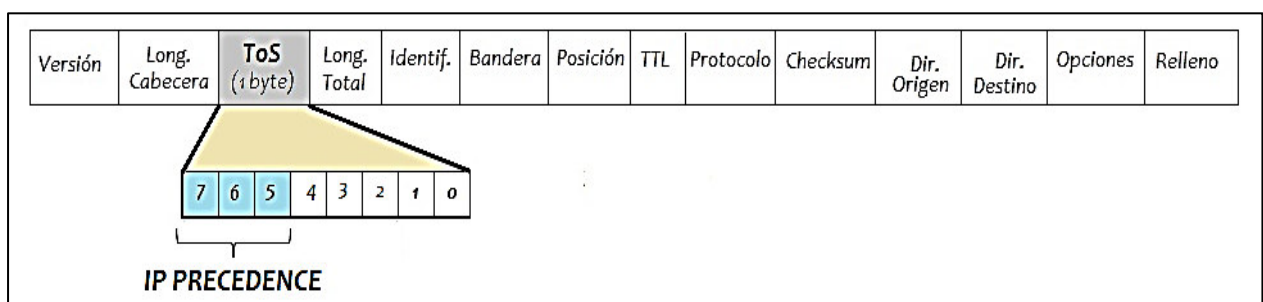 Versión Long. Cabecera ToS (1 byte) Long. Total Identif. Bandera Posición TTL Protocolo Checksum Dir. Origen Dir. Destino Opciones Relleno
7 6 5 4 3 2 1 0
IP PRECEDENCE